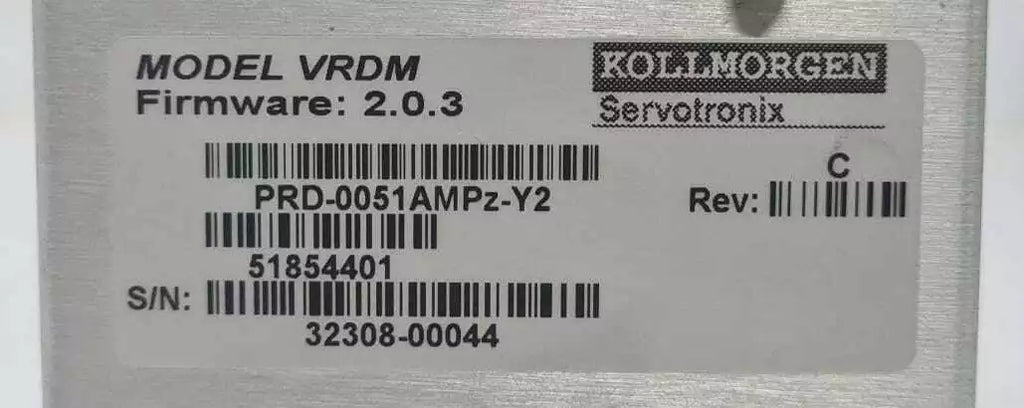 MODEL VRDM
Firmware: 2.0.3
KOLLMORGEN
Servotronix
PRD-0051AMPz-Y2
C
Rev:
51854401
S/N:
32308-00044